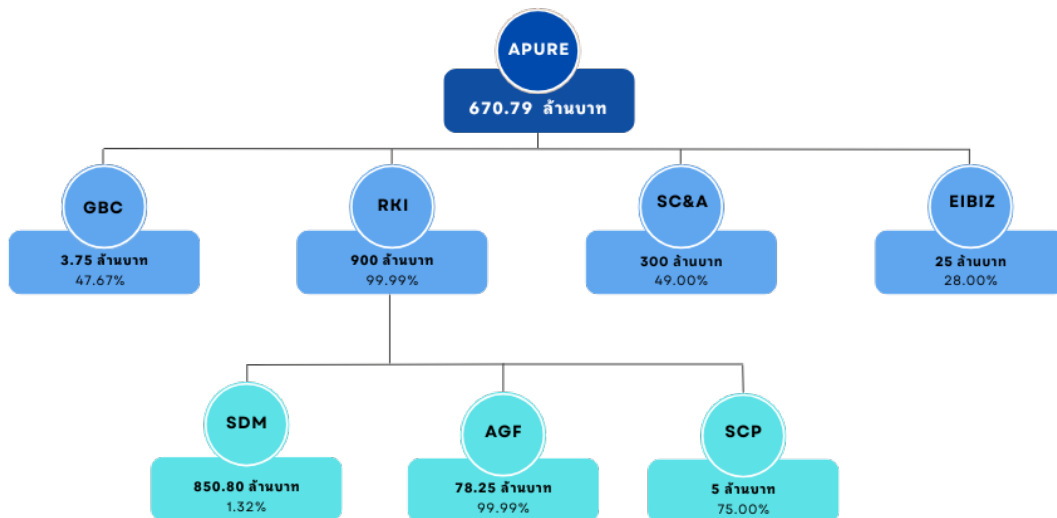 APURE
670.79 ล้านบาท
GBC
3.75 ล้านบาท
47.67%
RKI
900 ล้านบาท
99.99%
SC&A
300 ล้านบาท
49.00%
EIBIZ
25 ล้านบาท
28.00%
SDM
850.80 ล้านบาท
1.32%
AGF
78.25 ล้านบาท
99.99%
SCP
5 ล้านบาท
75.00%